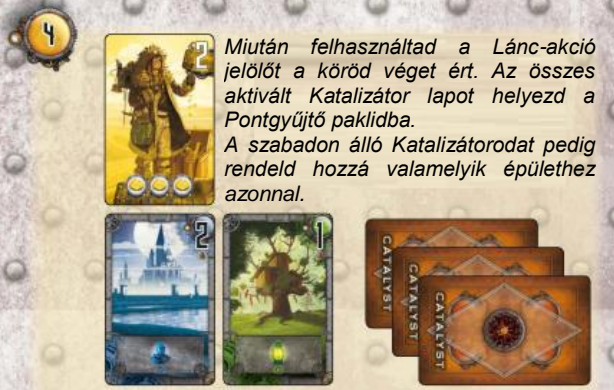 4
2
Miután felhasználtad a Lánc-akció
jelölőt a köröd véget ért. Az összes
aktivált Katalizátor lapot helyezd a
Pontgyűjtő paklidba.
A szabadon álló Katalizátorodat pedig
rendeld hozzá valamelyik épülethez
azonnal.
2
1
CATALYST
CATALYST
CATALYST